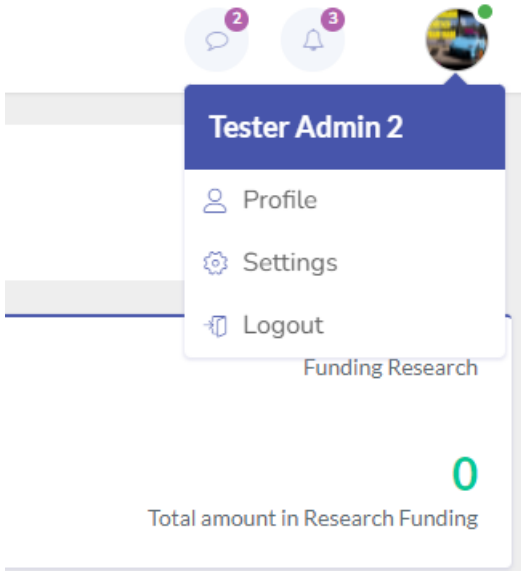 2
3
Tester Admin 2
Profile
Settings
Logout
Funding Research
0
Total amount in Research Funding